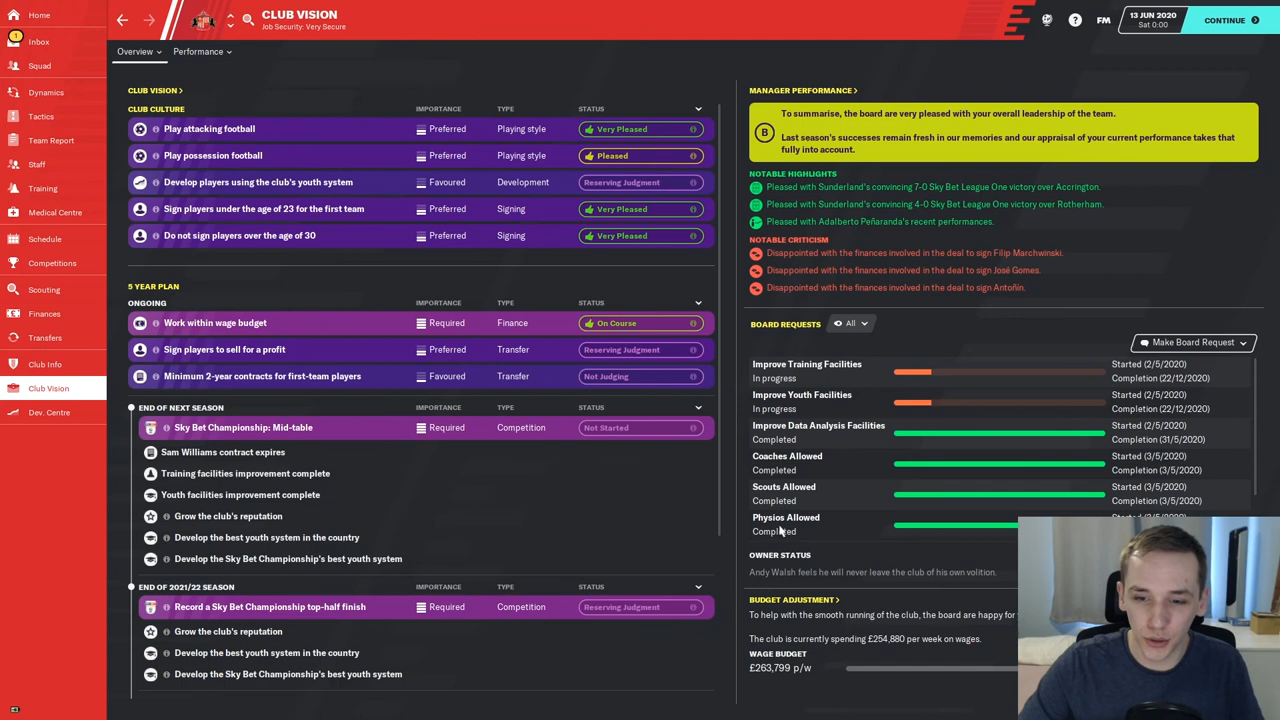 Home
1
Inbox
Squad
Dynamics
Tactics
Team Report
Staff
Training
Medical Centre
Schedule
Competitions
Scouting
Finances
Transfers
Club Info
Club Vision
Dev. Centre
CLUB VISION
Job Security: Very Secure
FM
13 JUN 2020
Sat 0:00
CONTINUE
Overview
Performance
CLUB VISION
CLUB CULTURE IMPORTANCE TYPE STATUS
Play attacking football Preferred Playing style Very Pleased
Play possession football Preferred Playing style Pleased
Develop players using the club's youth system Favoured Development Reserving Judgment
Sign players under the age of 23 for the first team Preferred Signing Very Pleased
Do not sign players over the age of 30 Preferred Signing Very Pleased
5 YEAR PLAN
ONGOING IMPORTANCE TYPE STATUS
Work within wage budget Required Finance On Course
Sign players to sell for a profit Required Transfer Reserving Judgment
Minimum 2-year contracts for first-team players Favoured Transfer Not Judging
END OF NEXT SEASON IMPORTANCE TYPE STATUS
Sky Bet Championship: Mid-table Required Competition Not Started
Sam Williams contract expires
Training facilities improvement complete
Youth facilities improvement complete
Grow the club's reputation
Develop the best youth system in the country
Develop the Sky Bet Championship's best youth system
END OF 2021/22 SEASON IMPORTANCE TYPE STATUS
Record a Sky Bet Championship top-half finish Required Competition Reserving Judgment
Grow the club's reputation
Develop the best youth system in the country
Develop the Sky Bet Championship's best youth system
MANAGER PERFORMANCE
B
To summarise, the board are very pleased with your overall leadership of the team.
Last season's successes remain fresh in our memories and our appraisal of your current performance takes that
fully into account.
NOTABLE HIGHLIGHTS
Pleased with Sunderland's convincing 7-0 Sky Bet League One victory over Accrington.
Pleased with Sunderland's convincing 4-0 Sky Bet League One victory over Rotherham.
Pleased with Adalberto Peñaranda's recent performances.
NOTABLE CRITICISM
Disappointed with the finances involved in the deal to sign Filip Marchwinski.
Disappointed with the finances involved in the deal to sign José Gomes.
Disappointed with the finances involved in the deal to sign Antoñín.
BOARD REQUESTS All
Make Board Request
Improve Training Facilities Started (2/5/2020)
In progress Completion (22/12/2020)
Improve Youth Facilities Started (2/5/2020)
In progress Completion (22/12/2020)
Improve Data Analysis Facilities Started (2/5/2020)
Completed Completion (31/5/2020)
Coaches Allowed Started (3/5/2020)
Completed Completion (3/5/2020)
Scouts Allowed Started (3/5/2020)
Completed Completion (3/5/2020)
Physios Allowed
Completed
OWNER STATUS
Andy Walsh feels he will never leave the club of his own volition.
BUDGET ADJUSTMENT
To help with the smooth running of the club, the board are happy for
The club is currently spending £254,880 per week on wages.
WAGE BUDGET
£263,799 p/w